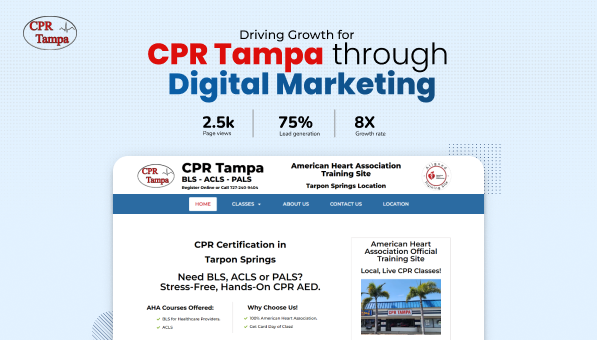 CPR
Tampa
Driving Growth for
CPR Tampa through
Digital Marketing
2.5k
Page views
75%
Lead generation
8X
Growth rate
CPR
Tampa
CPR Tampa
BLS - ACLS - PALS
Register Online or Call 727-240-9404
American Heart Association
Training Site
Tarpon Springs Location
Training Site
HOME
CLASSES
ABOUT US
CONTACT US
LOCATION
CPR Certification in
Tarpon Springs
Need BLS, ACLS or PALS?
Stress-Free, Hands-On CPR AED.
AHA Courses Offered:
BLS for Healthcare Providers.
ACLS
Why Choose Us!
100% American Heart Association.
Get Card Day of Class!
American Heart
Association Official
Training Site
Local, Live CPR Classes!
CPR TAMPA